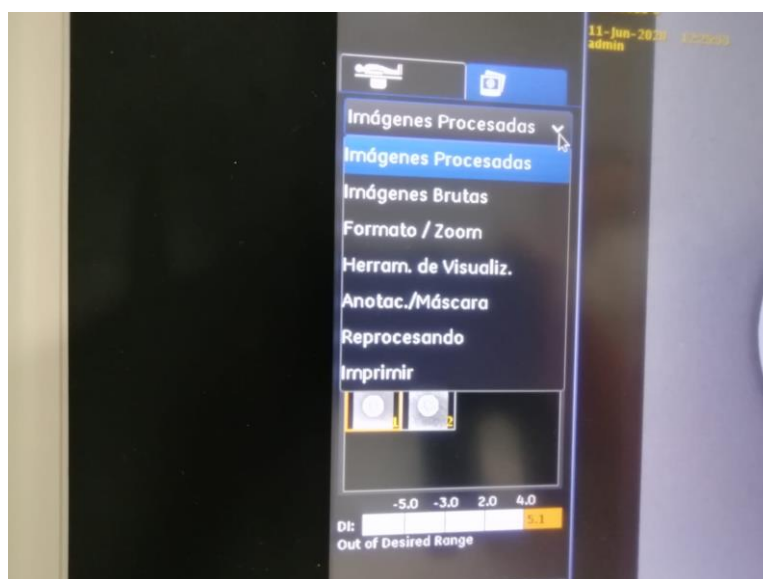 11-Jun-2020
admin
Imágenes Procesadas
Imágenes Procesadas
Imágenes Brutas
Formato / Zoom
Herram. de Visualiz.
Anotac./Máscara
Reprocesando
Imprimir
1 2
-5.0 -3.0 2.0 4.0
DI: 5.1
Out of Desired Range